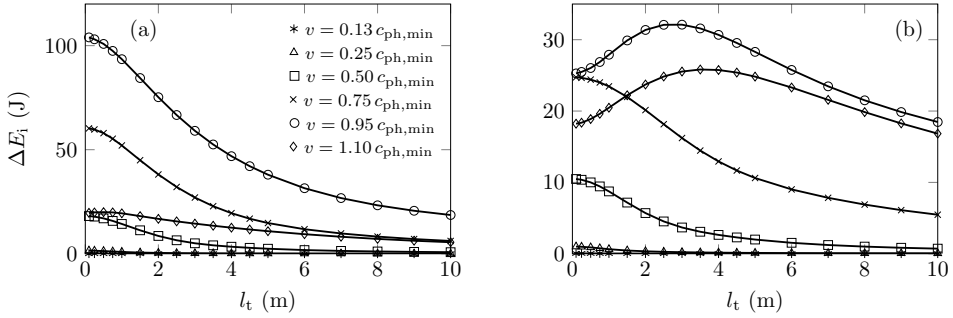 (a)
v = 0.13 c_ph,min
v = 0.25 c_ph,min
v = 0.50 c_ph,min
v = 0.75 c_ph,min
v = 0.95 c_ph,min
v = 1.10 c_ph,min
ΔE_i (J)
100
50
0
0 2 4 6 8 10
l_t (m)
(b)
30
20
10
0
0 2 4 6 8 10
l_t (m)